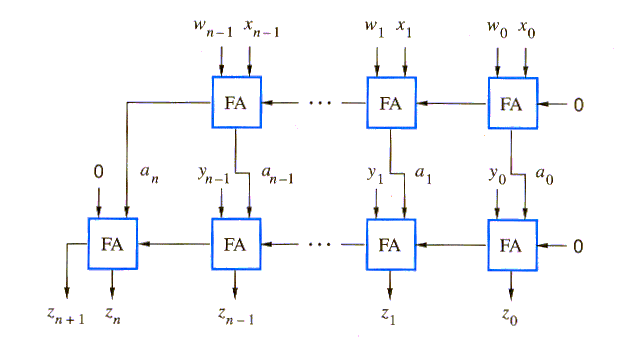 w_{n−1} x_{n−1} w_1 x_1 w_0 x_0
FA ··· FA FA 0
0 a_n y_{n−1} a_{n−1} y_1 a_1 y_0 a_0
FA FA ··· FA FA 0
z_{n+1} z_n z_{n−1} z_1 z_0